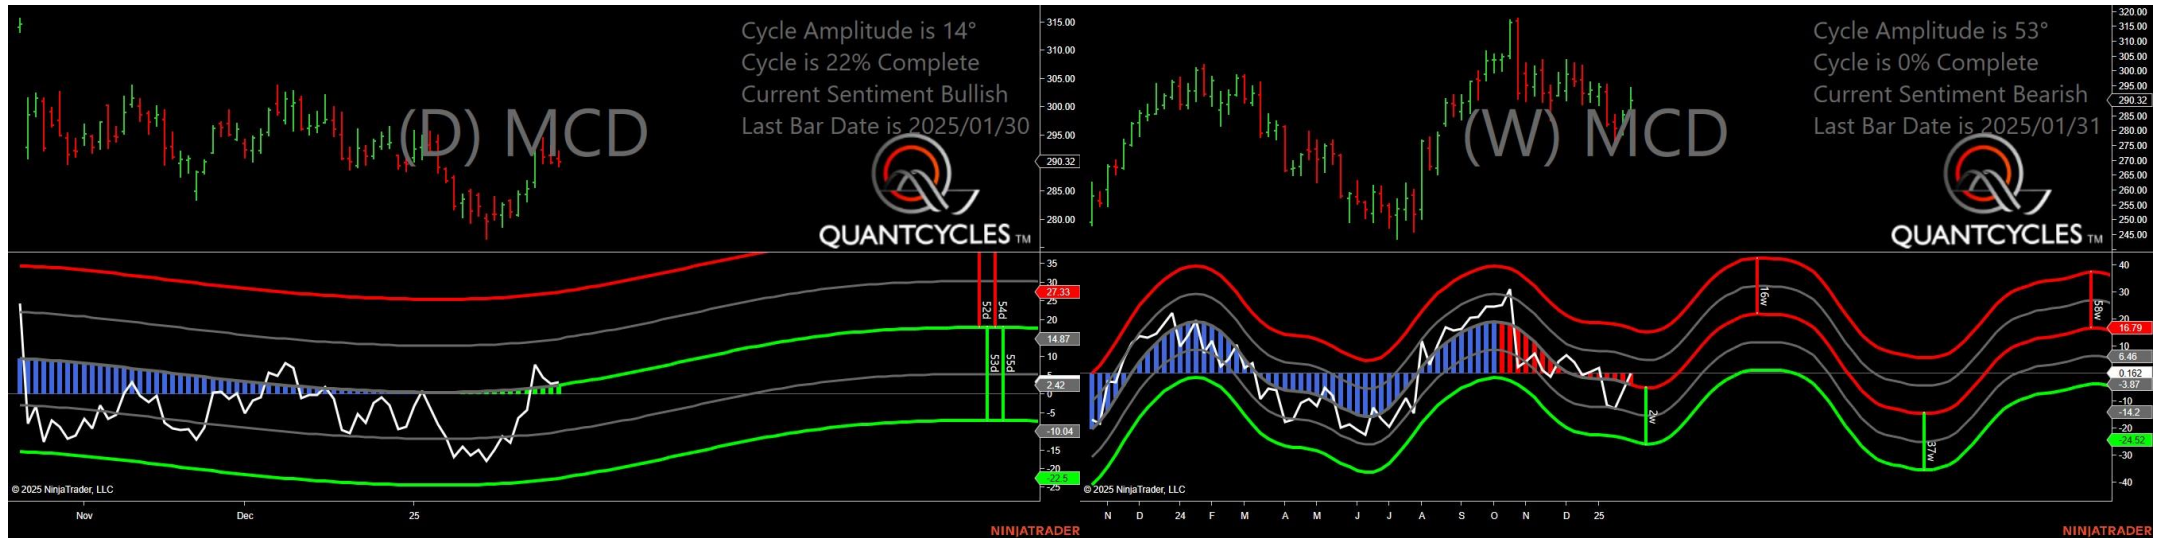 Cycle Amplitude is 14°
Cycle is 22% Complete
Current Sentiment Bullish
Last Bar Date is 2025/01/30
(D) MCD
QUANTCYCLES TM
315.00
310.00
305.00
300.00
295.00
290.32
285.00
280.00
35
30
27.33
25
20
14.87
10
2.42
0
-5
-10.04
-15
-20
-22.5
-25
52d
54d
53d
55d
© 2025 NinjaTrader, LLC
Nov
Dec
25
NINJATRADER
Cycle Amplitude is 53°
Cycle is 0% Complete
Current Sentiment Bearish
Last Bar Date is 2025/01/31
(W) MCD
QUANTCYCLES TM
320.00
315.00
310.00
305.00
300.00
295.00
290.32
285.00
280.00
275.00
270.00
265.00
260.00
255.00
250.00
245.00
40
30
16.79
10
6.46
0.162
-3.87
-10
-14.2
-20
-24.52
-30
-40
16w
58w
2w
37w
© 2025 NinjaTrader, LLC
N D 24 F M A M J J A S O N D 25
NINJATRADER